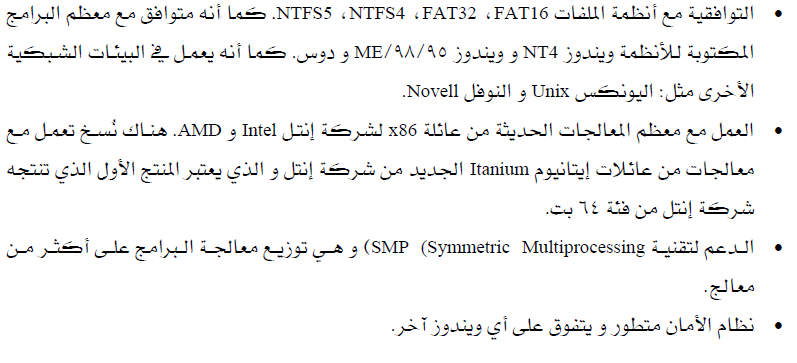 • التوافقية مع أنظمة الملفات FAT16، FAT32، NTFS4، NTFS5. كما أنه متوافق مع معظم البرامج
المكتوبة للأنظمة ويندوز NT4 و ويندوز ٩٥/٩٨/ME و دوس. كما أنه يعمل في البيئات الشبكية
الأخرى مثل: اليونكس Unix و النوفل Novell.
• العمل مع معظم المعالجات الحديثة من عائلة x86 لشركة إنتل Intel و AMD. هناك نُسخ تعمل مع
معالجات من عائلات إيتانيوم Itanium الجديد من شركة إنتل و الذي يعتبر المنتج الأول الذي تنتجه
شركة إنتل من فئة ٦٤ بت.
• الدعم لتقنية SMP (Symmetric Multiprocessing) و هي توزيع معالجة البرامج على أكثر من
معالج.
• نظام الأمان متطور و يتفوق على أي ويندوز آخر.